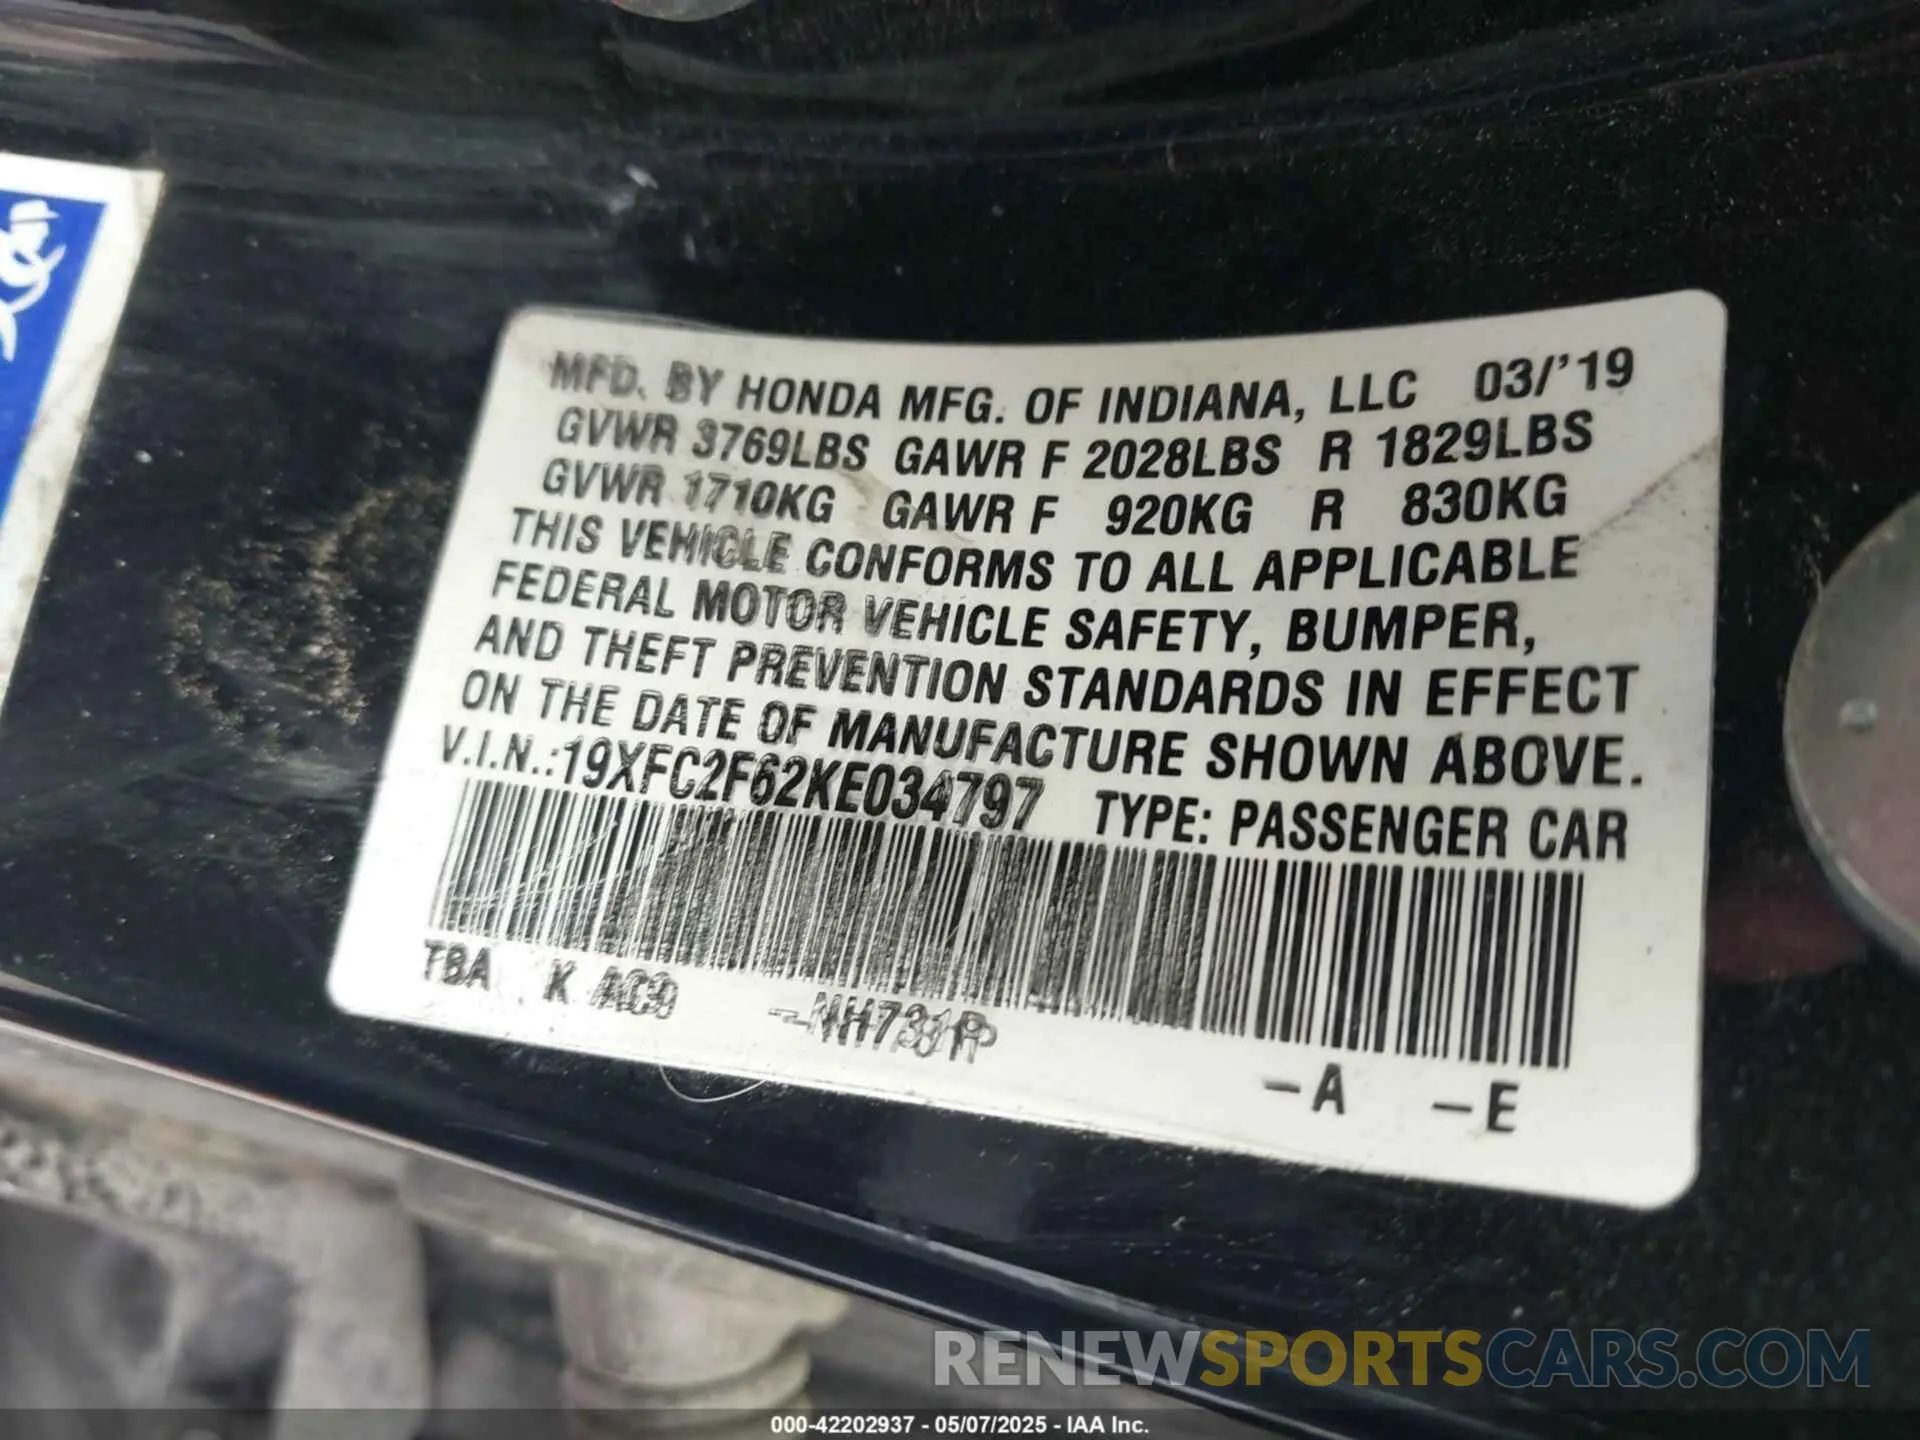 MFD. BY HONDA MFG. OF INDIANA, LLC 03/'19
GVWR 3769LBS GAWR F 2028LBS R 1829LBS
GVWR 1710KG GAWR F 920KG R 830KG
THIS VEHICLE CONFORMS TO ALL APPLICABLE
FEDERAL MOTOR VEHICLE SAFETY, BUMPER,
AND THEFT PREVENTION STANDARDS IN EFFECT
ON THE DATE OF MANUFACTURE SHOWN ABOVE.
V.I.N.:19XFC2F62KE034797 TYPE: PASSENGER CAR
TBA K AC9 –NH731P
–A –E
RENEWSPORTSCARS.COM
000-42202937 - 05/07/2025 - IAA Inc.